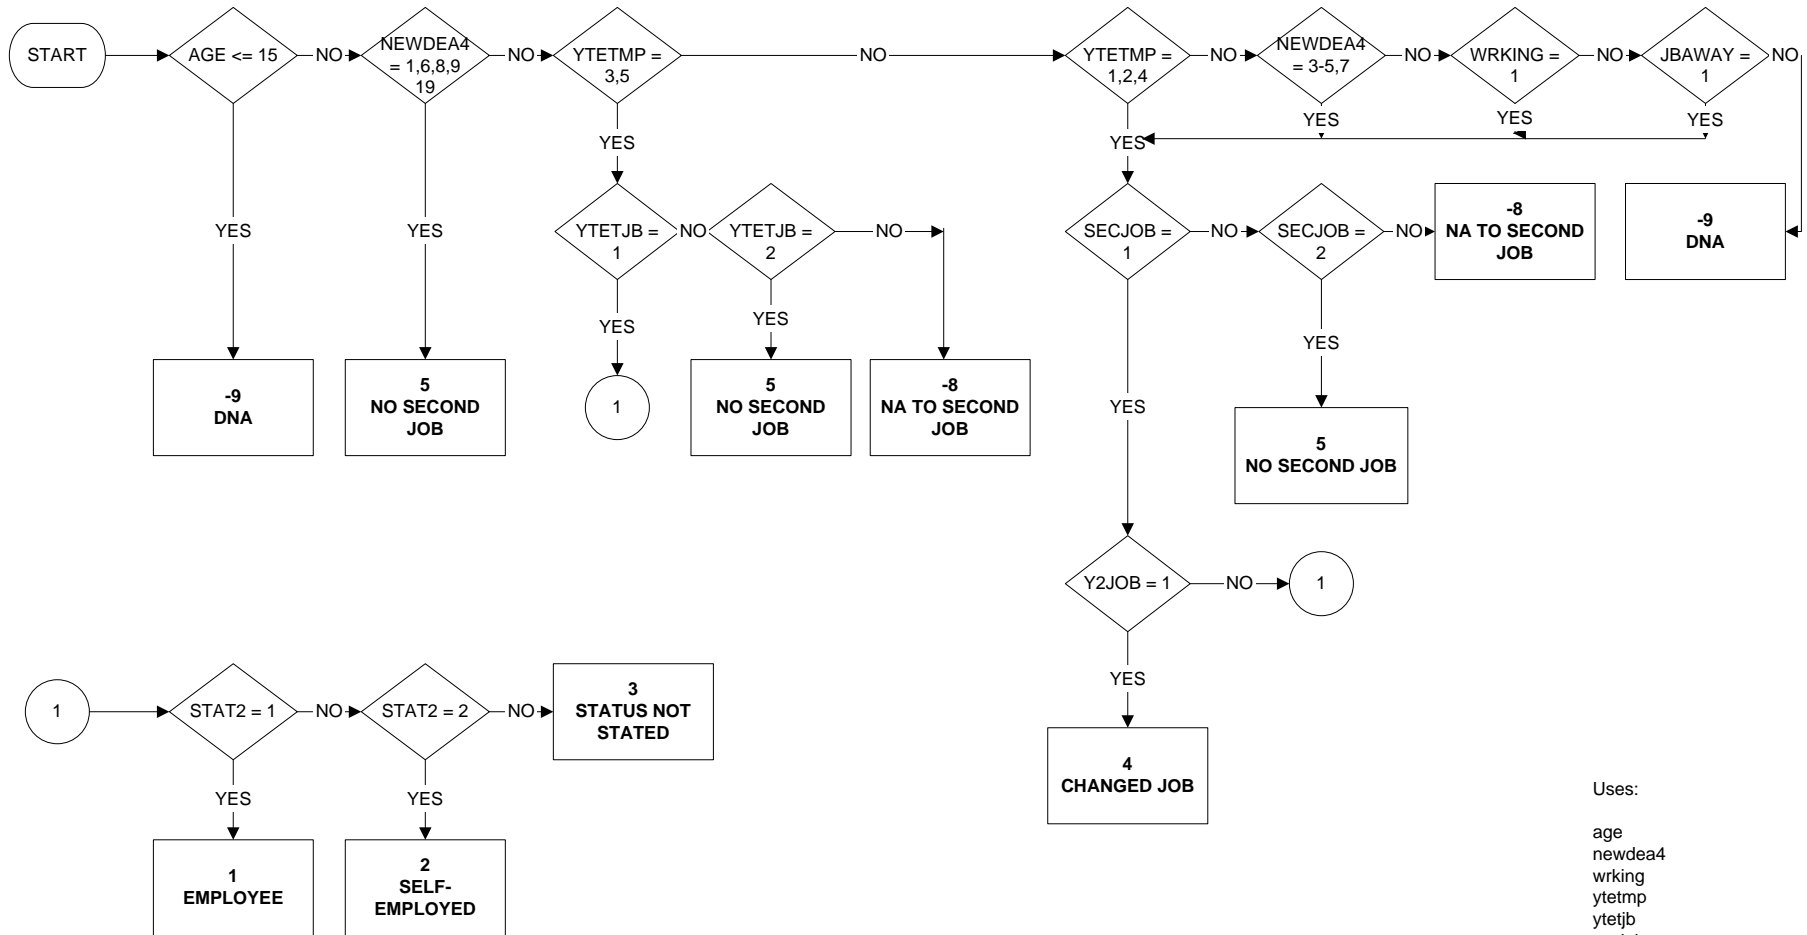 START
AGE <= 15
NO
NEWDEA4
= 1,6,8,9
19
NO
YTETMP =
3,5
NO
YTETMP =
1,2,4
NO
NEWDEA4
= 3-5,7
NO
WRKING =
1
NO
JBAWAY =
1
NO
YES
YES
YES
YES
YES
YES
YES
YTETJB =
1
NO
YTETJB =
2
NO
SECJOB =
1
NO
SECJOB =
2
NO
-8
NA TO SECOND
JOB
-9
DNA
YES
YES
YES
YES
-9
DNA
5
NO SECOND
JOB
1
5
NO SECOND
JOB
-8
NA TO SECOND
JOB
YES
5
NO SECOND JOB
Y2JOB = 1
NO
1
YES
4
CHANGED JOB
1
STAT2 = 1
NO
STAT2 = 2
NO
3
STATUS NOT
STATED
YES
YES
1
EMPLOYEE
2
SELF-
EMPLOYED
Uses:
age
newdea4
wrking
ytetmp
ytetjb